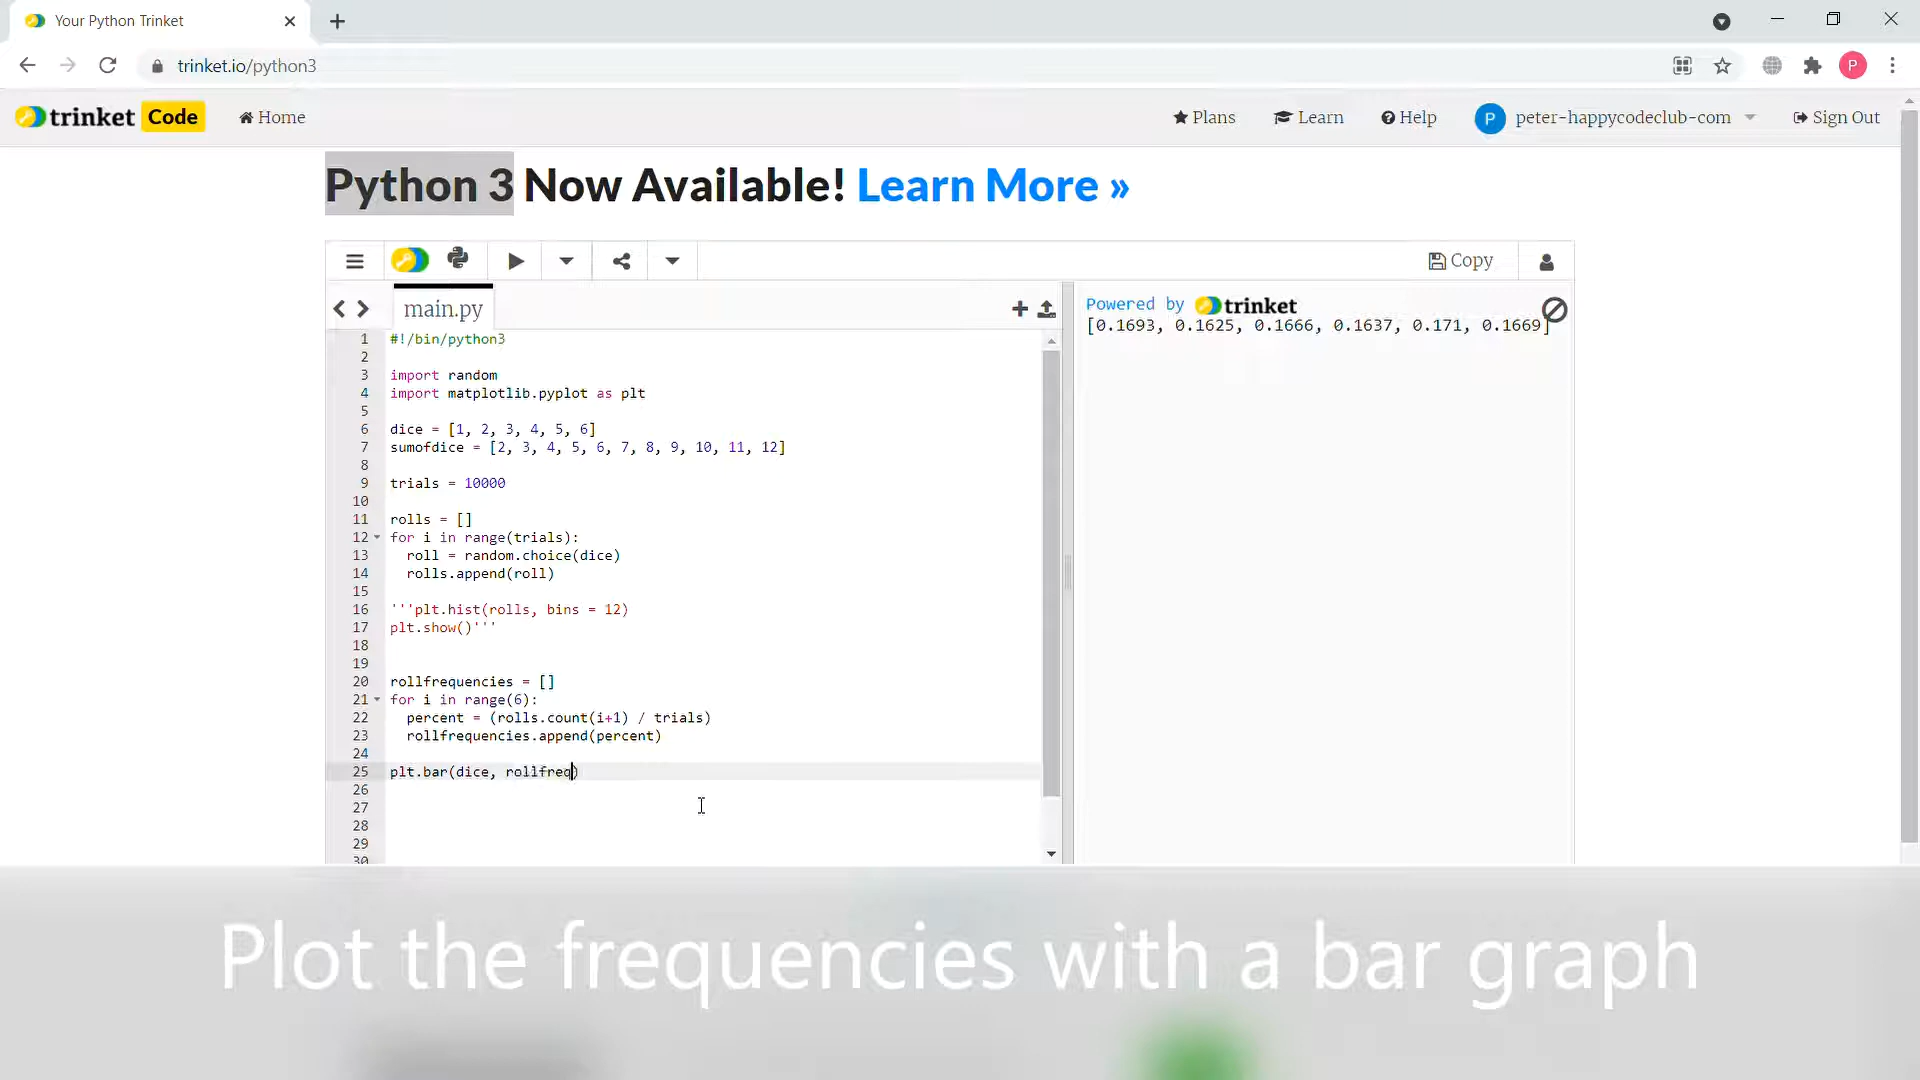 Your Python Trinket
trinket.io/python3
P
trinket Code
Home
Plans
Learn
Help
P
peter-happycodeclub-com
Sign Out
Python 3 Now Available! Learn More »
Copy
main.py
Powered by trinket
[0.1693, 0.1625, 0.1666, 0.1637, 0.171, 0.1669]
1 #!/bin/python3
2
3 import random
4 import matplotlib.pyplot as plt
5
6 dice = [1, 2, 3, 4, 5, 6]
7 sumofdice = [2, 3, 4, 5, 6, 7, 8, 9, 10, 11, 12]
8
9 trials = 10000
10
11 rolls = []
12 for i in range(trials):
13   roll = random.choice(dice)
14   rolls.append(roll)
15
16 '''plt.hist(rolls, bins = 12)
17 plt.show()'''
18
19
20 rollfrequencies = []
21 for i in range(6):
22   percent = (rolls.count(i+1) / trials)
23   rollfrequencies.append(percent)
24
25 plt.bar(dice, rollfreq)
26
27
28
29
30
Plot the frequencies with a bar graph